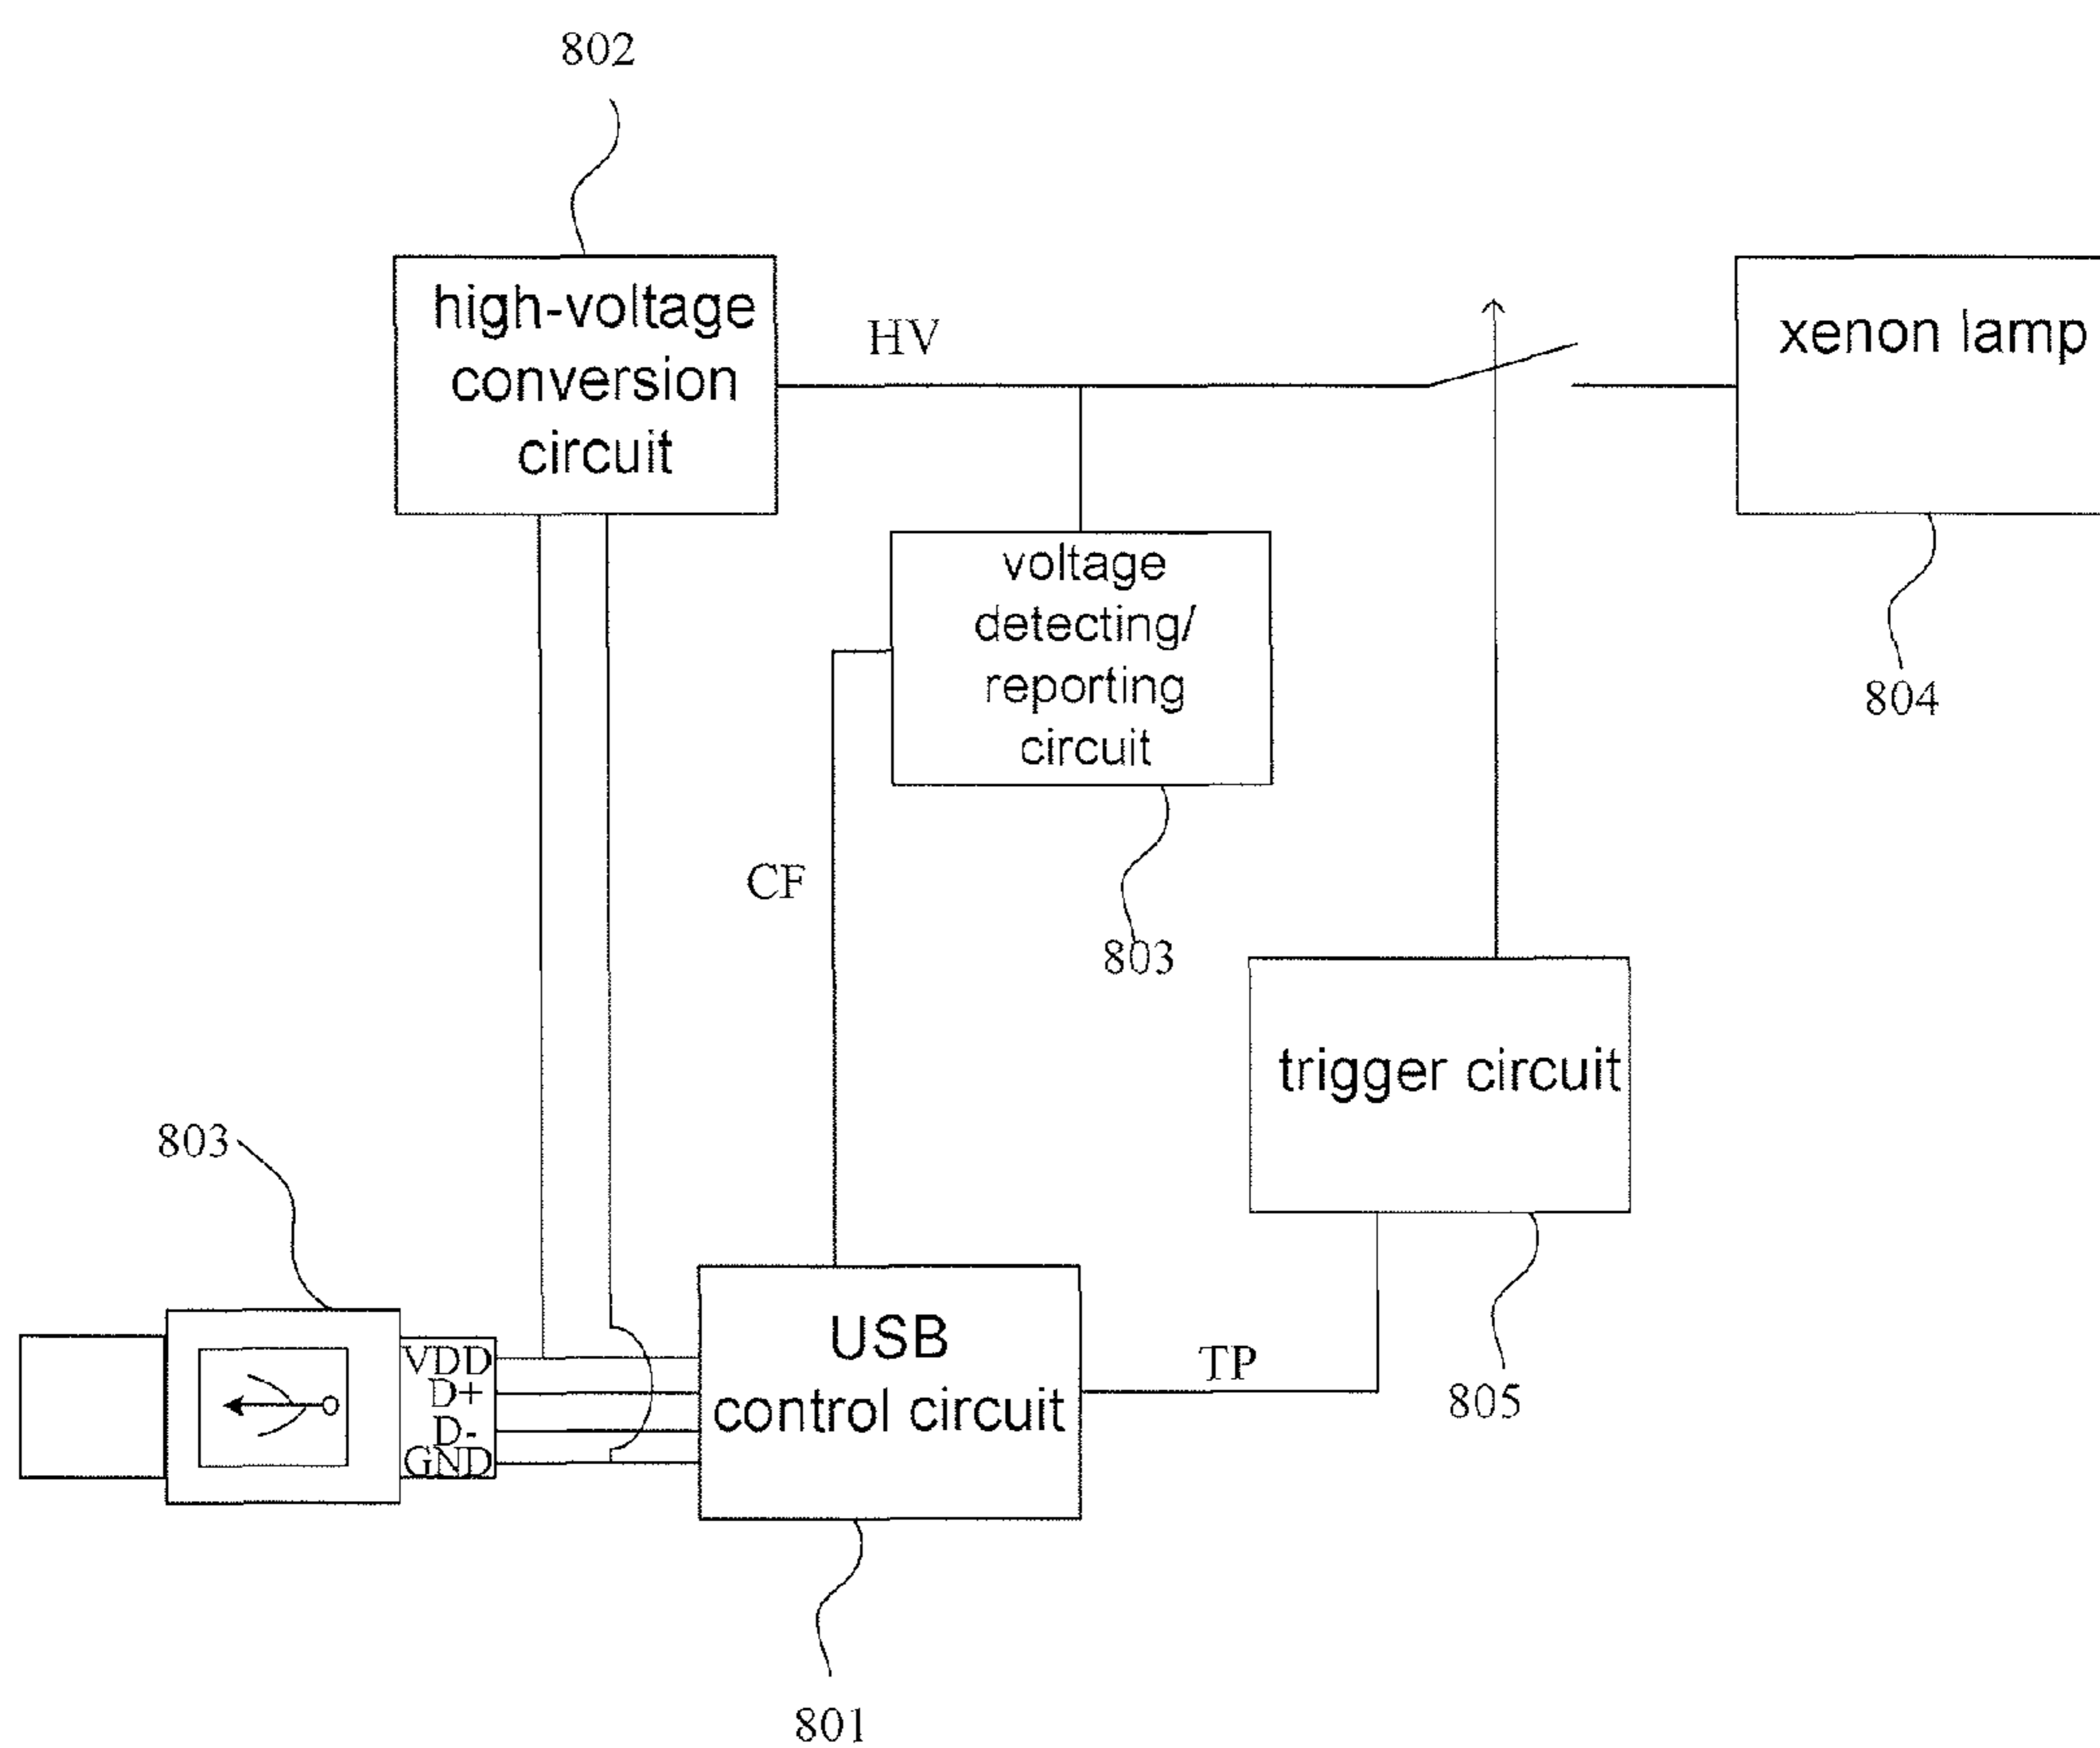 802
high-voltage
conversion
circuit
HV
xenon lamp
voltage
detecting/
reporting
circuit
804
CF
803
trigger circuit
803
USB
control circuit
VDD
D+
D-
GND
TP
805
801